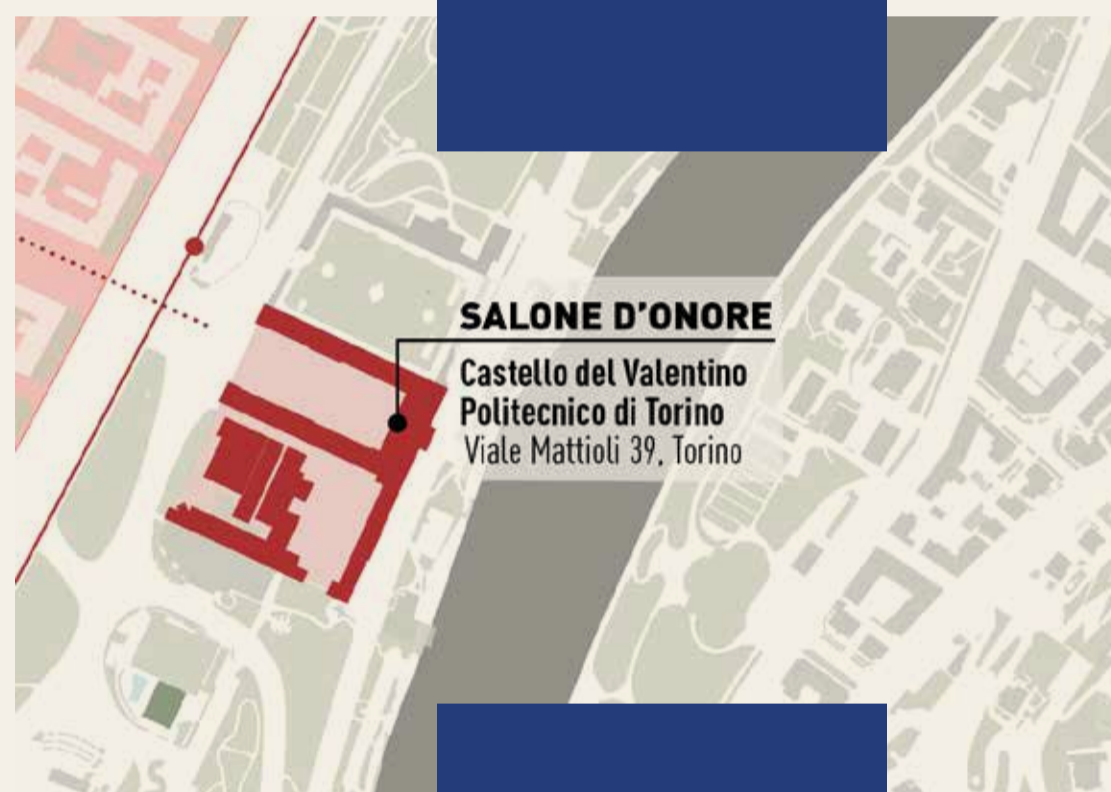 SALONE D'ONORE
Castello del Valentino
Politecnico di Torino
Viale Mattioli 39, Torino